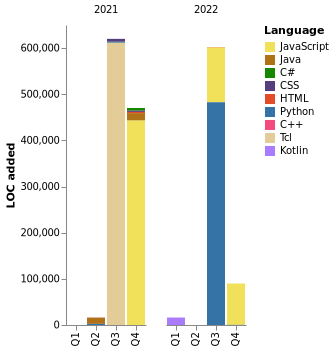 2021
2022
LOC added
600,000
500,000
400,000
300,000
200,000
100,000
0
Q1
Q2
Q3
Q4
Q1
Q2
Q3
Q4
Language
JavaScript
Java
C#
CSS
HTML
Python
C++
Tcl
Kotlin